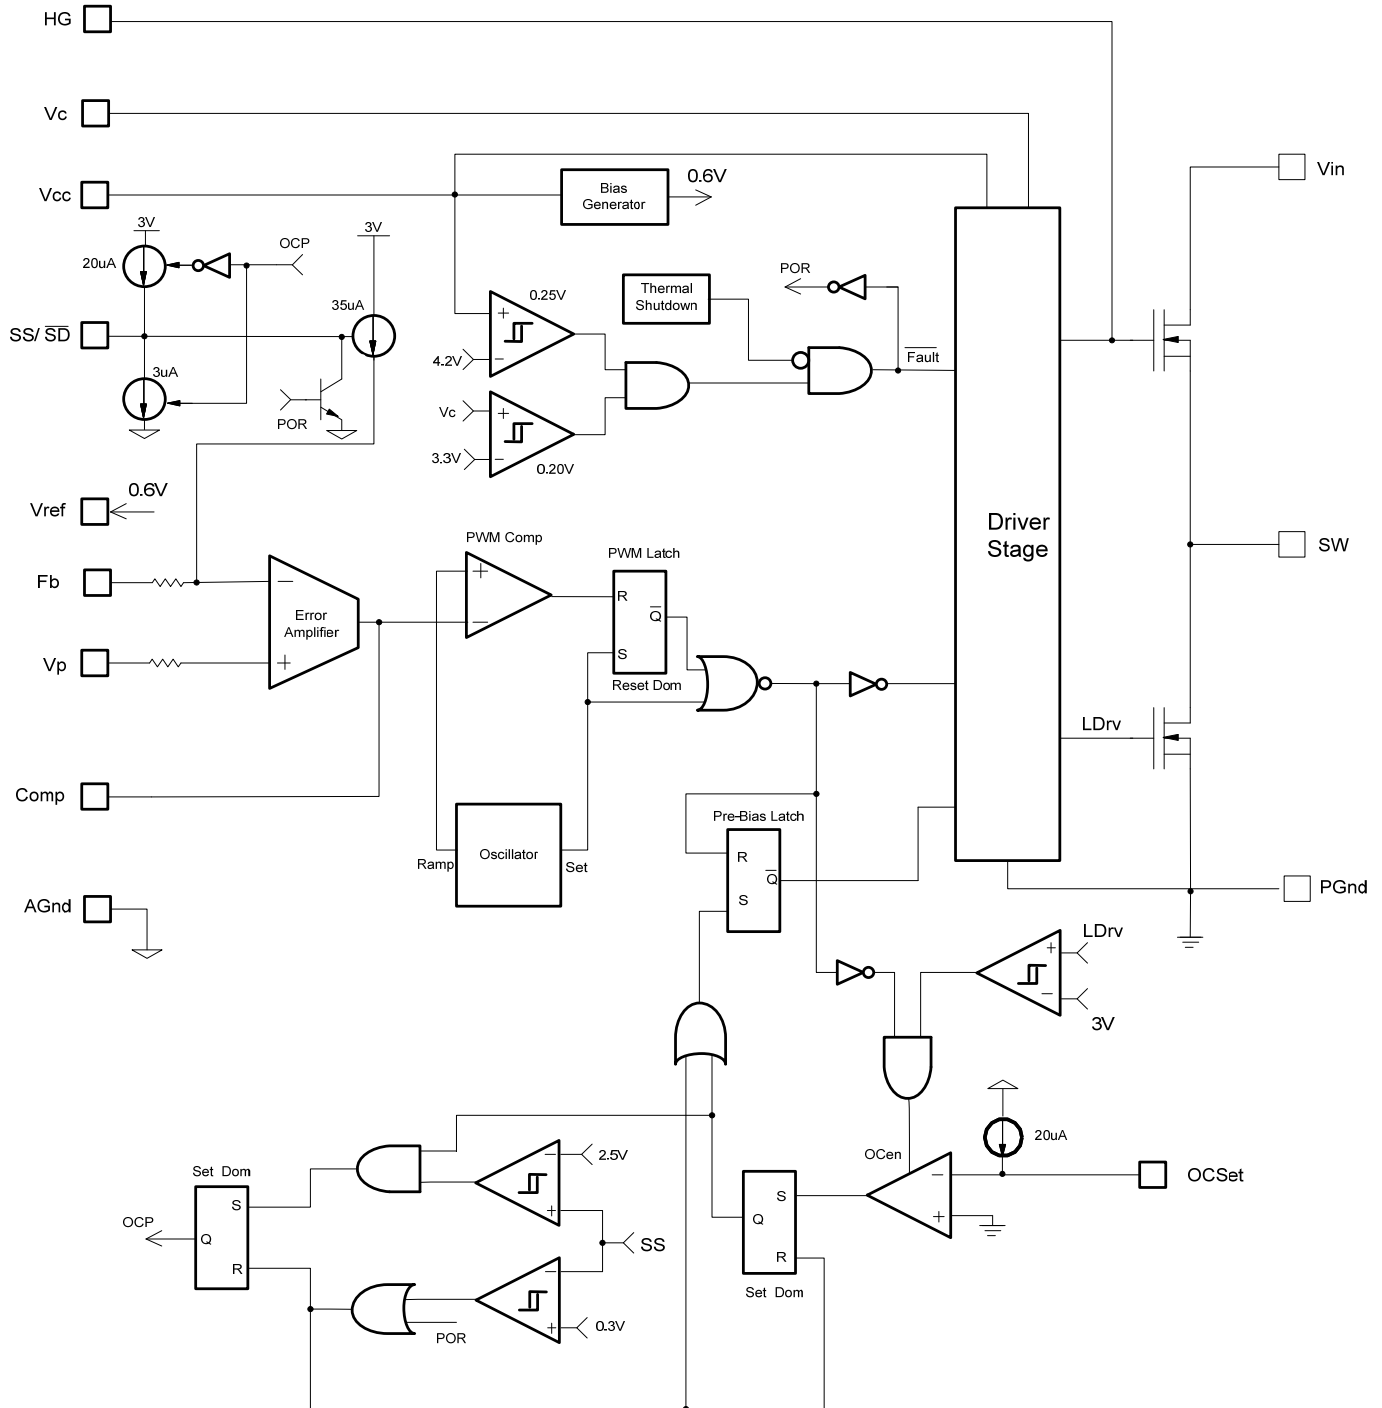 HG
Vc
Vin
Vcc
Bias
Generator
0.6V
3V
3V
OCP
20uA
POR
Thermal
Shutdown
0.25V
35uA
SS/ SD
+
4.2V
−
Fault
3uA
Vc
+
POR
3.3V
−
0.20V
0.6V
Vref
Driver
Stage
SW
PWM Comp
PWM Latch
Fb
−
+
R
Error
Amplifier
Q
−
S
Vp
+
Reset Dom
LDrv
Comp
Pre-Bias Latch
Ramp
Oscillator
Set
R
Q
S
PGnd
AGnd
LDrv
+
−
3V
20uA
OCen
Set Dom
−
2.5V
−
OCSet
S
S
+
+
OCP
Q
Q
SS
R
R
−
Set Dom
+
0.3V
POR